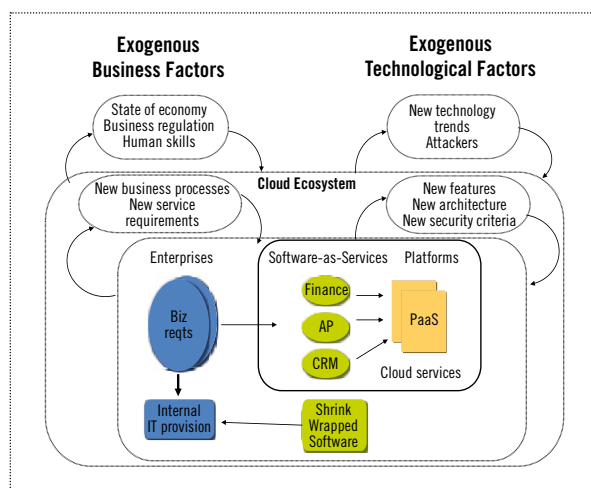 Exogenous
Business Factors
Exogenous
Technological Factors
State of economy
Business regulation
Human skills
New technology
trends
Attackers
Cloud Ecosystem
New business processes
New service
requirements
New features
New architecture
New security criteria
Enterprises
Software-as-Services
Platforms
Finance
Biz
reqts
AP
PaaS
CRM
Cloud services
Internal
IT provision
Shrink
Wrapped
Software